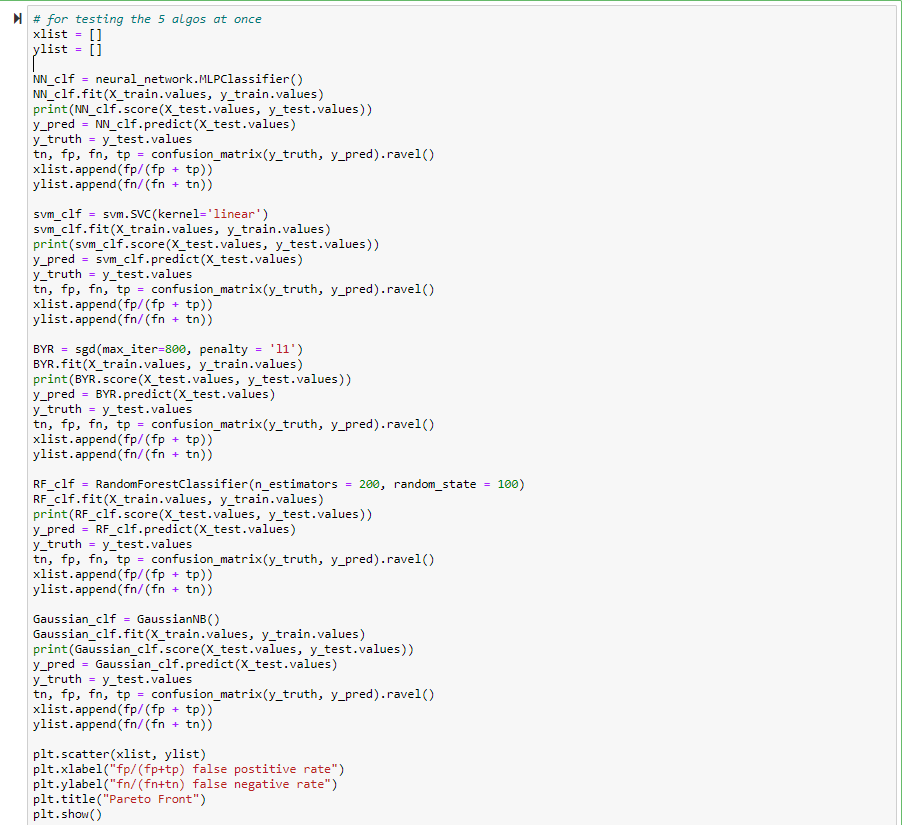 # for testing the 5 algos at once
xlist = []
ylist = []
NN_clf = neural_network.MLPClassifier()
NN_clf.fit(X_train.values, y_train.values)
print(NN_clf.score(X_test.values, y_test.values))
y_pred = NN_clf.predict(X_test.values)
y_truth = y_test.values
tn, fp, fn, tp = confusion_matrix(y_truth, y_pred).ravel()
xlist.append(fp/(fp + tp))
ylist.append(fn/(fn + tn))
svm_clf = svm.SVC(kernel='linear')
svm_clf.fit(X_train.values, y_train.values)
print(svm_clf.score(X_test.values, y_test.values))
y_pred = svm_clf.predict(X_test.values)
y_truth = y_test.values
tn, fp, fn, tp = confusion_matrix(y_truth, y_pred).ravel()
xlist.append(fp/(fp + tp))
ylist.append(fn/(fn + tn))
BYR = sgd(max_iter=800, penalty = 'l1')
BYR.fit(X_train.values, y_train.values)
print(BYR.score(X_test.values, y_test.values))
y_pred = BYR.predict(X_test.values)
y_truth = y_test.values
tn, fp, fn, tp = confusion_matrix(y_truth, y_pred).ravel()
xlist.append(fp/(fp + tp))
ylist.append(fn/(fn + tn))
RF_clf = RandomForestClassifier(n_estimators = 200, random_state = 100)
RF_clf.fit(X_train.values, y_train.values)
print(RF_clf.score(X_test.values, y_test.values))
y_pred = RF_clf.predict(X_test.values)
y_truth = y_test.values
tn, fp, fn, tp = confusion_matrix(y_truth, y_pred).ravel()
xlist.append(fp/(fp + tp))
ylist.append(fn/(fn + tn))
Gaussian_clf = GaussianNB()
Gaussian_clf.fit(X_train.values, y_train.values)
print(Gaussian_clf.score(X_test.values, y_test.values))
y_pred = Gaussian_clf.predict(X_test.values)
y_truth = y_test.values
tn, fp, fn, tp = confusion_matrix(y_truth, y_pred).ravel()
xlist.append(fp/(fp + tp))
ylist.append(fn/(fn + tn))
plt.scatter(xlist, ylist)
plt.xlabel("fp/(fp+tp) false postitive rate")
plt.ylabel("fn/(fn+tn) false negative rate")
plt.title("Pareto Front")
plt.show()